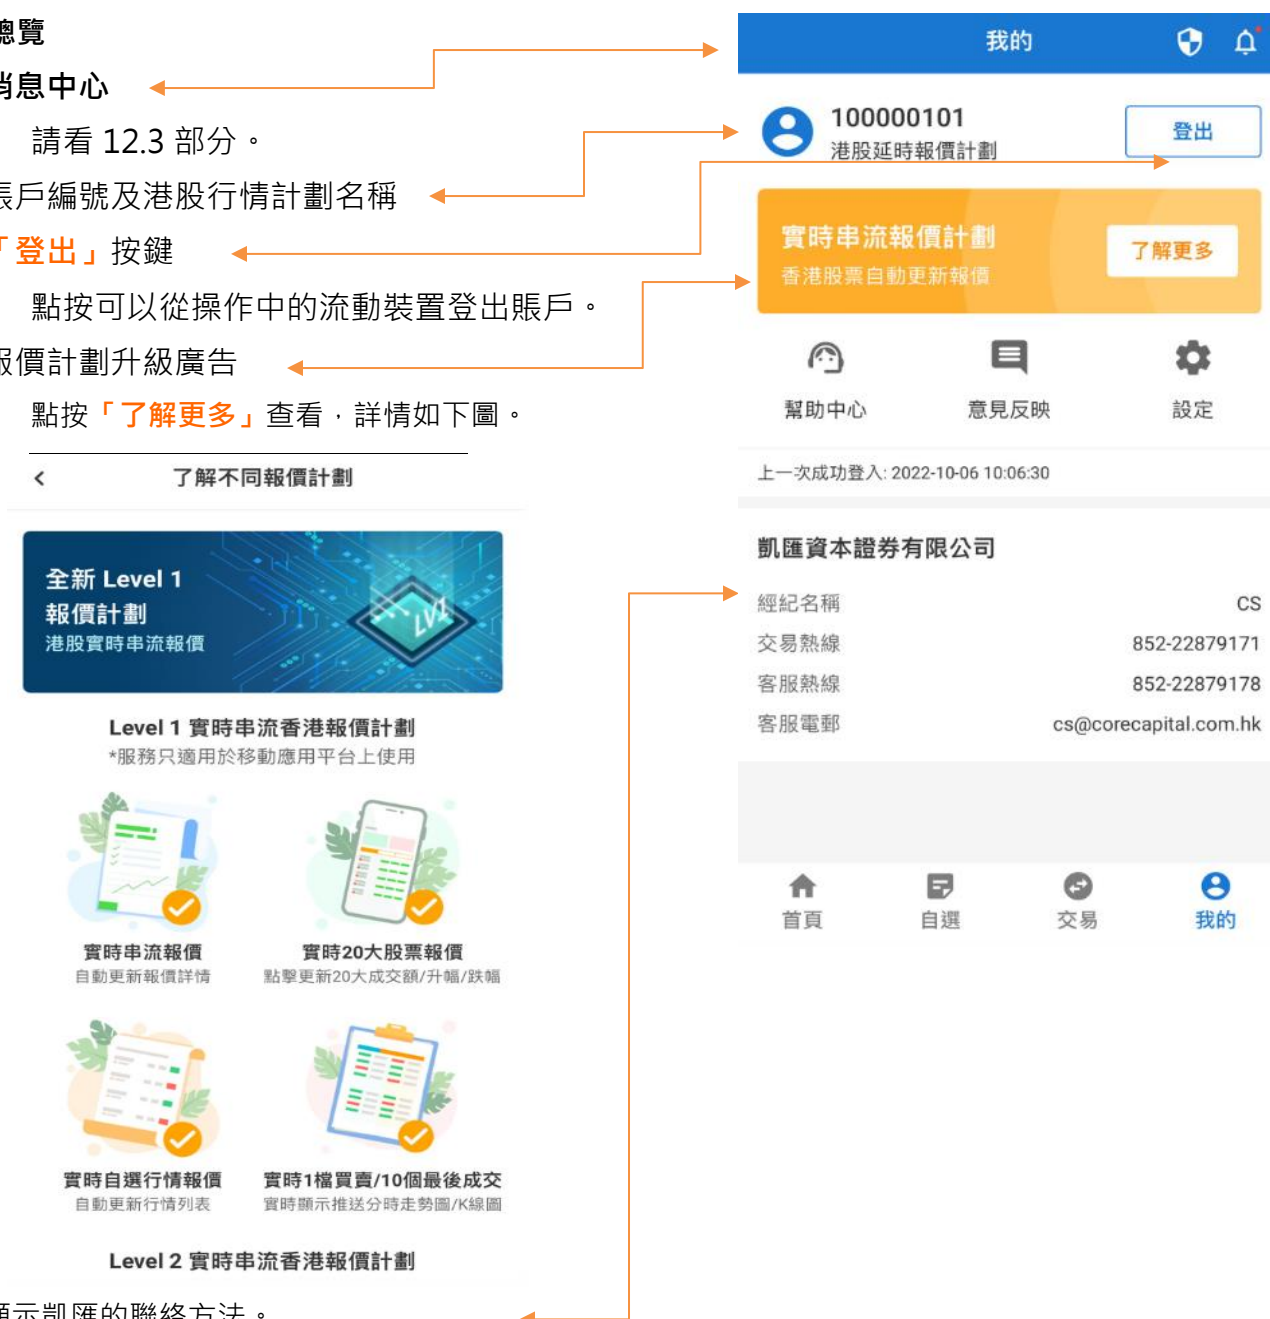 總覽
消息中心
請看 12.3 部分。
賬戶編號及港股行情計劃名稱
「登出」按鍵
點按可以從操作中的流動裝置登出賬戶。
報價計劃升級廣告
點按「了解更多」查看，詳情如下圖。
了解不同報價計劃
全新 Level 1
報價計劃
港股實時串流報價
LV1
Level 1 實時串流香港報價計劃
*服務只適用於移動應用平台上使用
實時串流報價
自動更新報價詳情
實時20大股票報價
點擊更新20大成交額/升幅/跌幅
實時自選行情報價
自動更新行情列表
實時1檔買賣/10個最後成交
實時顯示推送分時走勢圖/K線圖
Level 2 實時串流香港報價計劃
顯示凱匯的聯絡方法。
我的
100000101
港股延時報價計劃
登出
實時串流報價計劃
香港股票自動更新報價
了解更多
幫助中心
意見反映
設定
上一次成功登入: 2022-10-06 10:06:30
凱匯資本證券有限公司
經紀名稱 CS
交易熱線 852-22879171
客服熱線 852-22879178
客服電郵 cs@corecapital.com.hk
首頁
自選
交易
我的